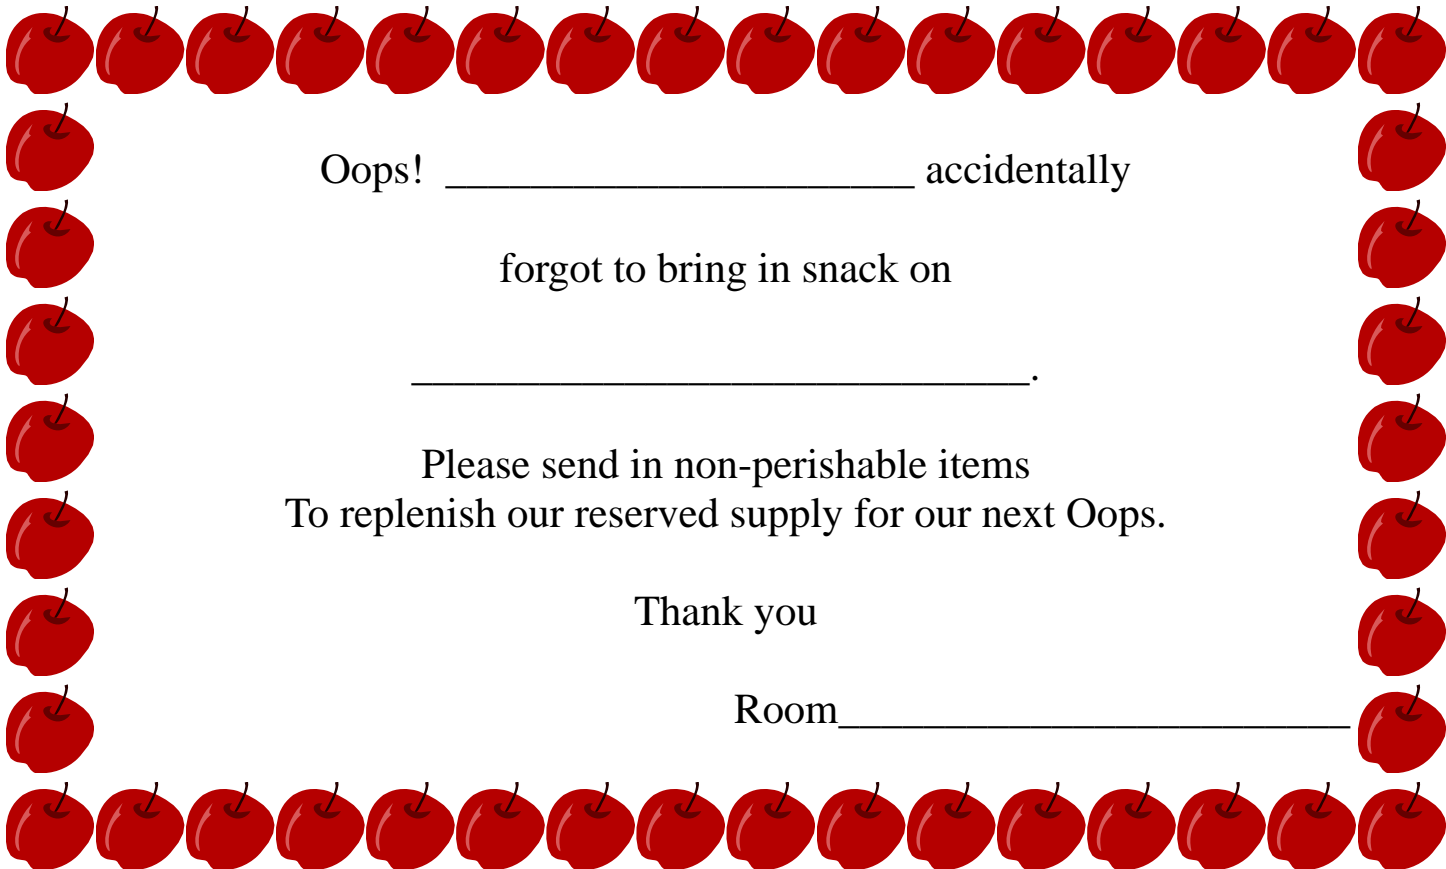 Oops!  ______________________ accidentally
forgot to bring in snack on
_____________________________.
Please send in non-perishable items
To replenish our reserved supply for our next Oops.
Thank you
Room________________________